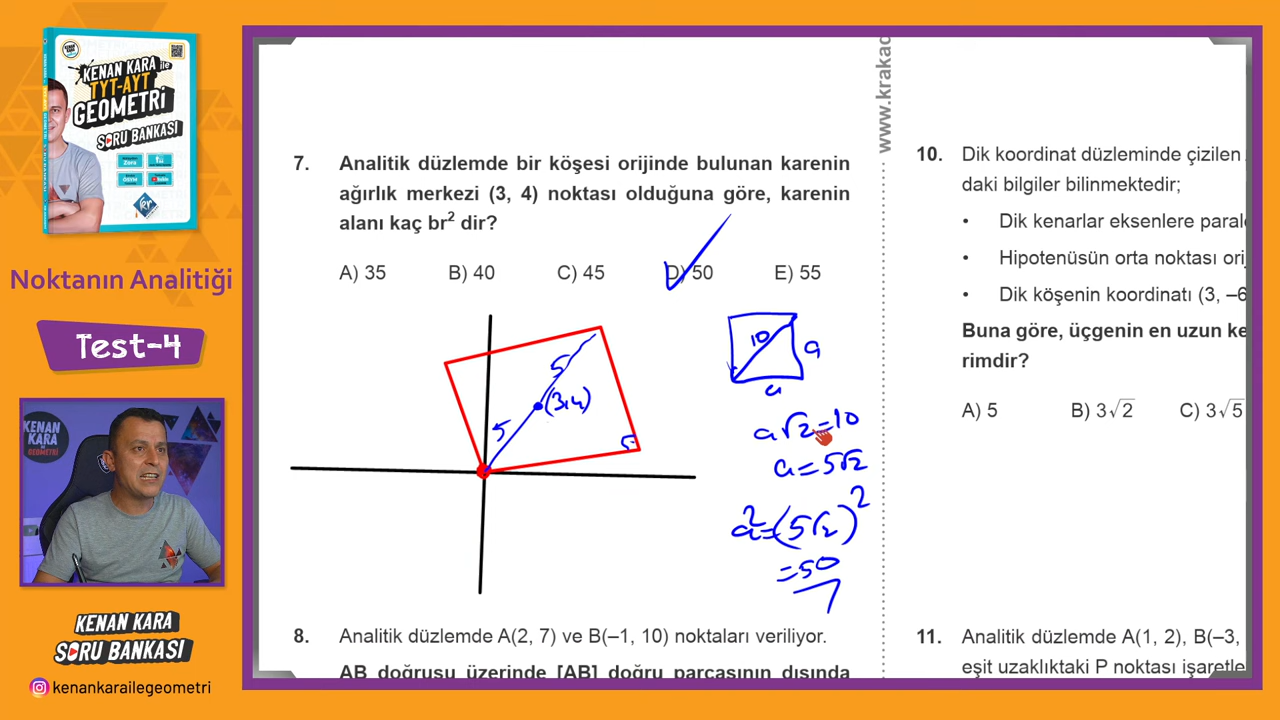 KENAN KARA ile
TYT-AYT
GEOMETRİ
SORU BANKASI
Noktanın Analitiği
Test-4
KENAN
KARA
GEOMETRİ
KENAN KARA
SORU BANKASI
kenankarailegeometri
www.krakad
7. Analitik düzlemde bir köşesi orijinde bulunan karenin
ağırlık merkezi (3, 4) noktası olduğuna göre, karenin
alanı kaç br² dir?
A) 35 B) 40 C) 45 D) 50 E) 55
5
(3,4)
5
5
10
a
a
a√2=10
a=5√2
a²=(5√2)²
=50
8. Analitik düzlemde A(2, 7) ve B(–1, 10) noktaları veriliyor.
AB doğrusu üzerinde [AB] doğru parçasının dışında
10. Dik koordinat düzleminde çizilen
daki bilgiler bilinmektedir;
• Dik kenarlar eksenlere paral
• Hipotenüsün orta noktası ori
• Dik köşenin koordinatı (3, –6
Buna göre, üçgenin en uzun ke
rimdir?
A) 5 B) 3√2 C) 3√5
11. Analitik düzlemde A(1, 2), B(–3,
eşit uzaklıktaki P noktası işaretle